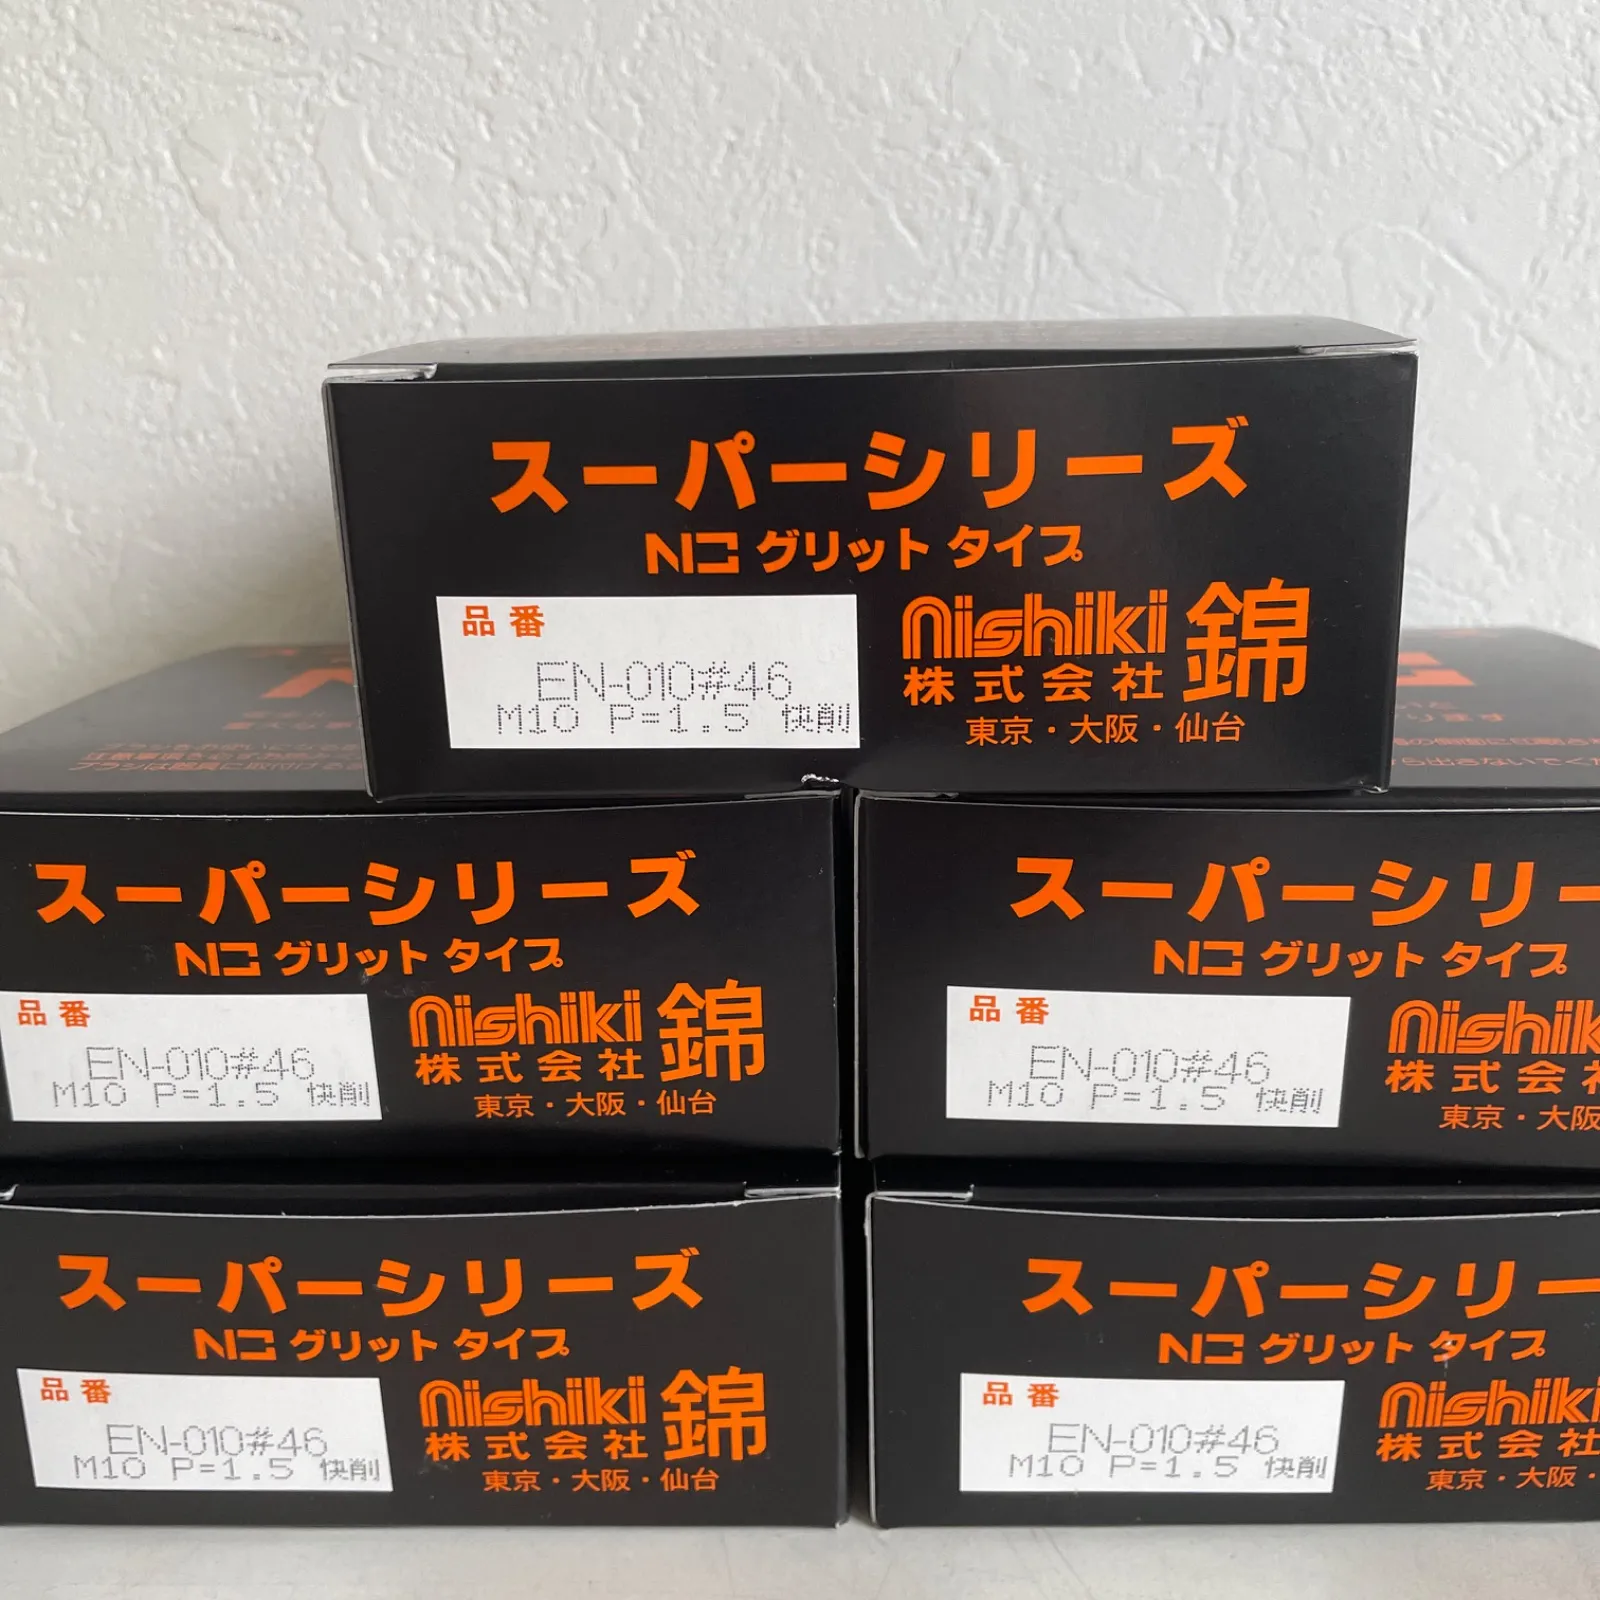 スーパーシリーズ
NC グリット タイプ
品番
EN-010#46
M10 P=1.5 快削
nishiki 錦
株式会社
東京・大阪・仙台
スーパーシリーズ
NC グリット タイプ
品番
EN-010#46
M10 P=1.5 快削
nishiki 錦
株式会社
東京・大阪・仙台
スーパーシリー
NC グリット タイプ
品番
EN-010#46
M10 P=1.5 快削
nishik
株式会
東京・大阪
スーパーシリーズ
NC グリット タイプ
品番
EN-010#46
M10 P=1.5 快削
nishiki 錦
株式会社
東京・大阪・仙台
スーパーシリー
NC グリット タイプ
品番
EN-010#46
M10 P=1.5 快削
nishiki
株式会社
東京・大阪・